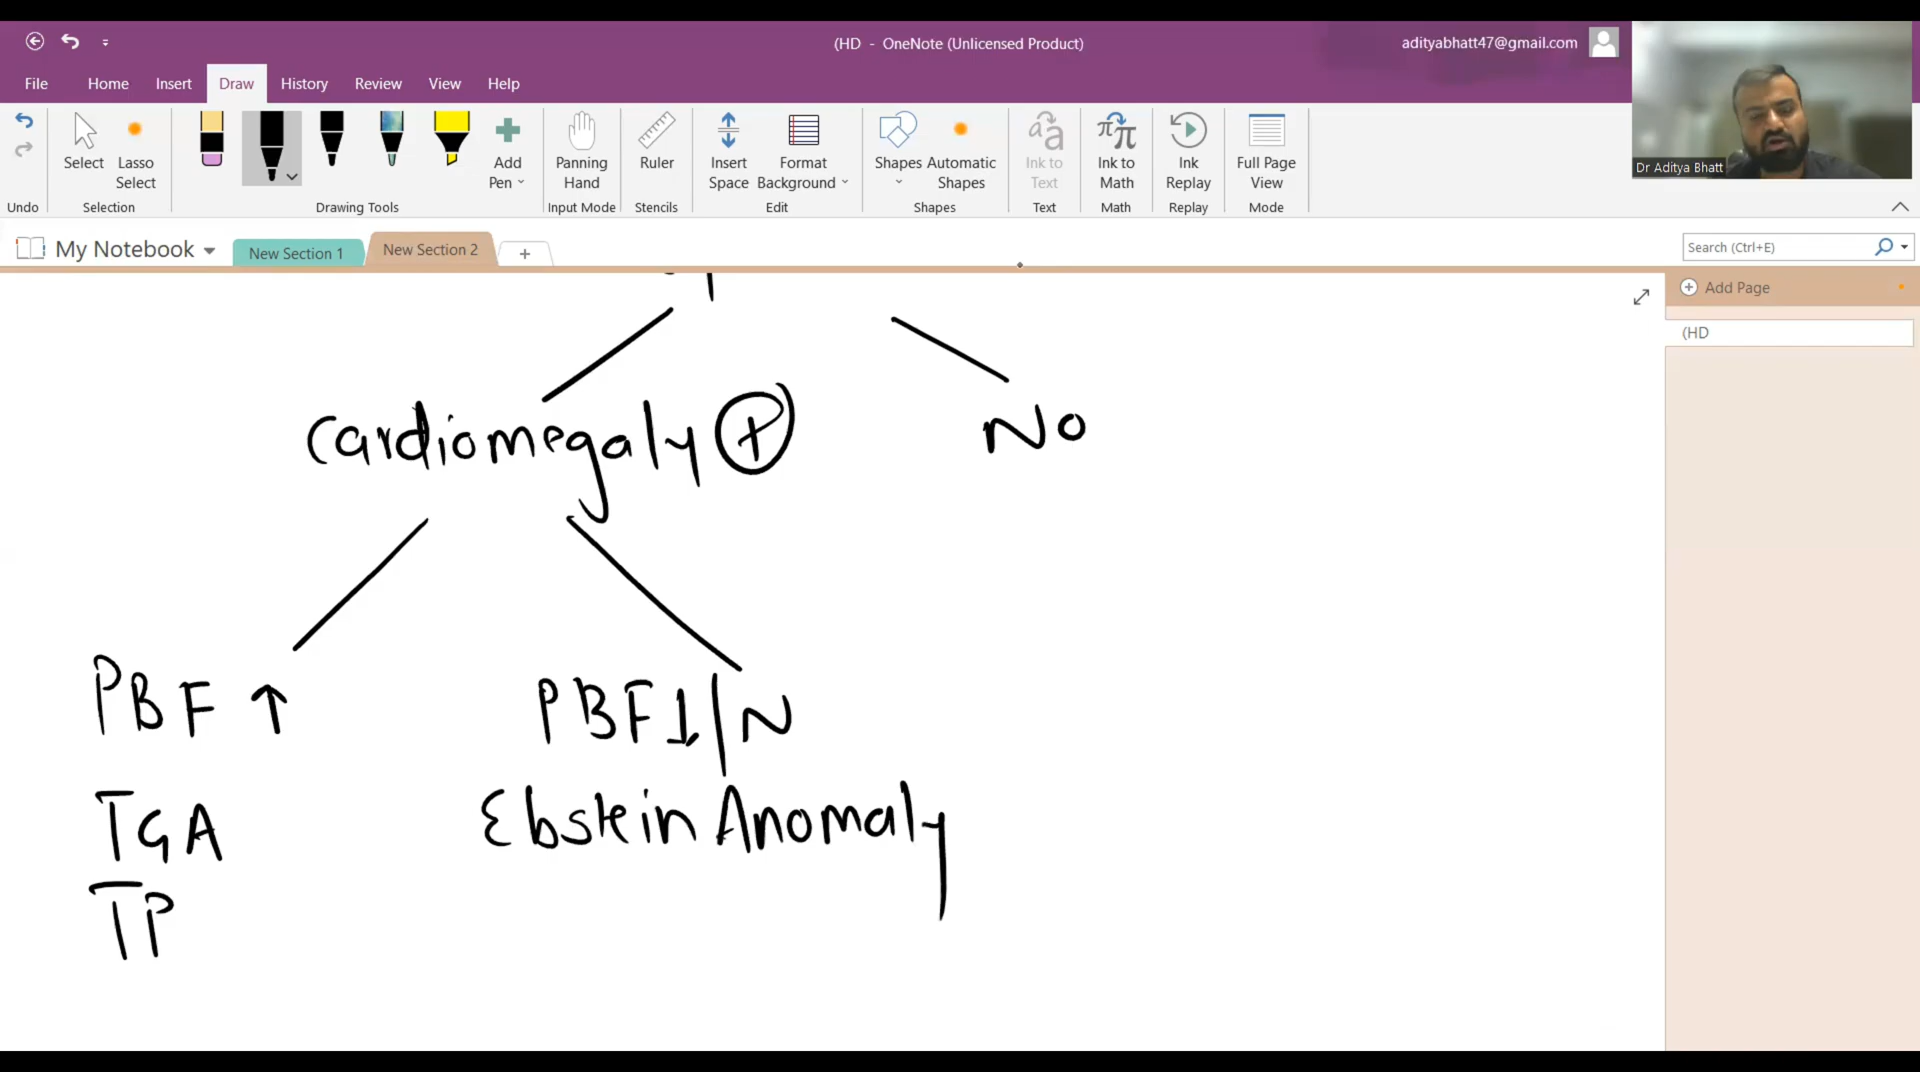 (HD - OneNote (Unlicensed Product)
adityabhatt47@gmail.com
File Home Insert Draw History Review View Help
Undo
Select
Lasso Select
Selection
Add Pen
Drawing Tools
Panning Hand
Input Mode
Ruler
Stencils
Insert Space
Format Background
Edit
Shapes
Automatic Shapes
Shapes
Ink to Text
Text
Ink to Math
Math
Ink Replay
Replay
Full Page View
Mode
Dr Aditya Bhatt
My Notebook
New Section 1
New Section 2
Search (Ctrl+E)
Add Page
(HD
Cardiomegaly + No
PBF ↑ PBF↓/N
TGA Ebstein Anomaly
TP